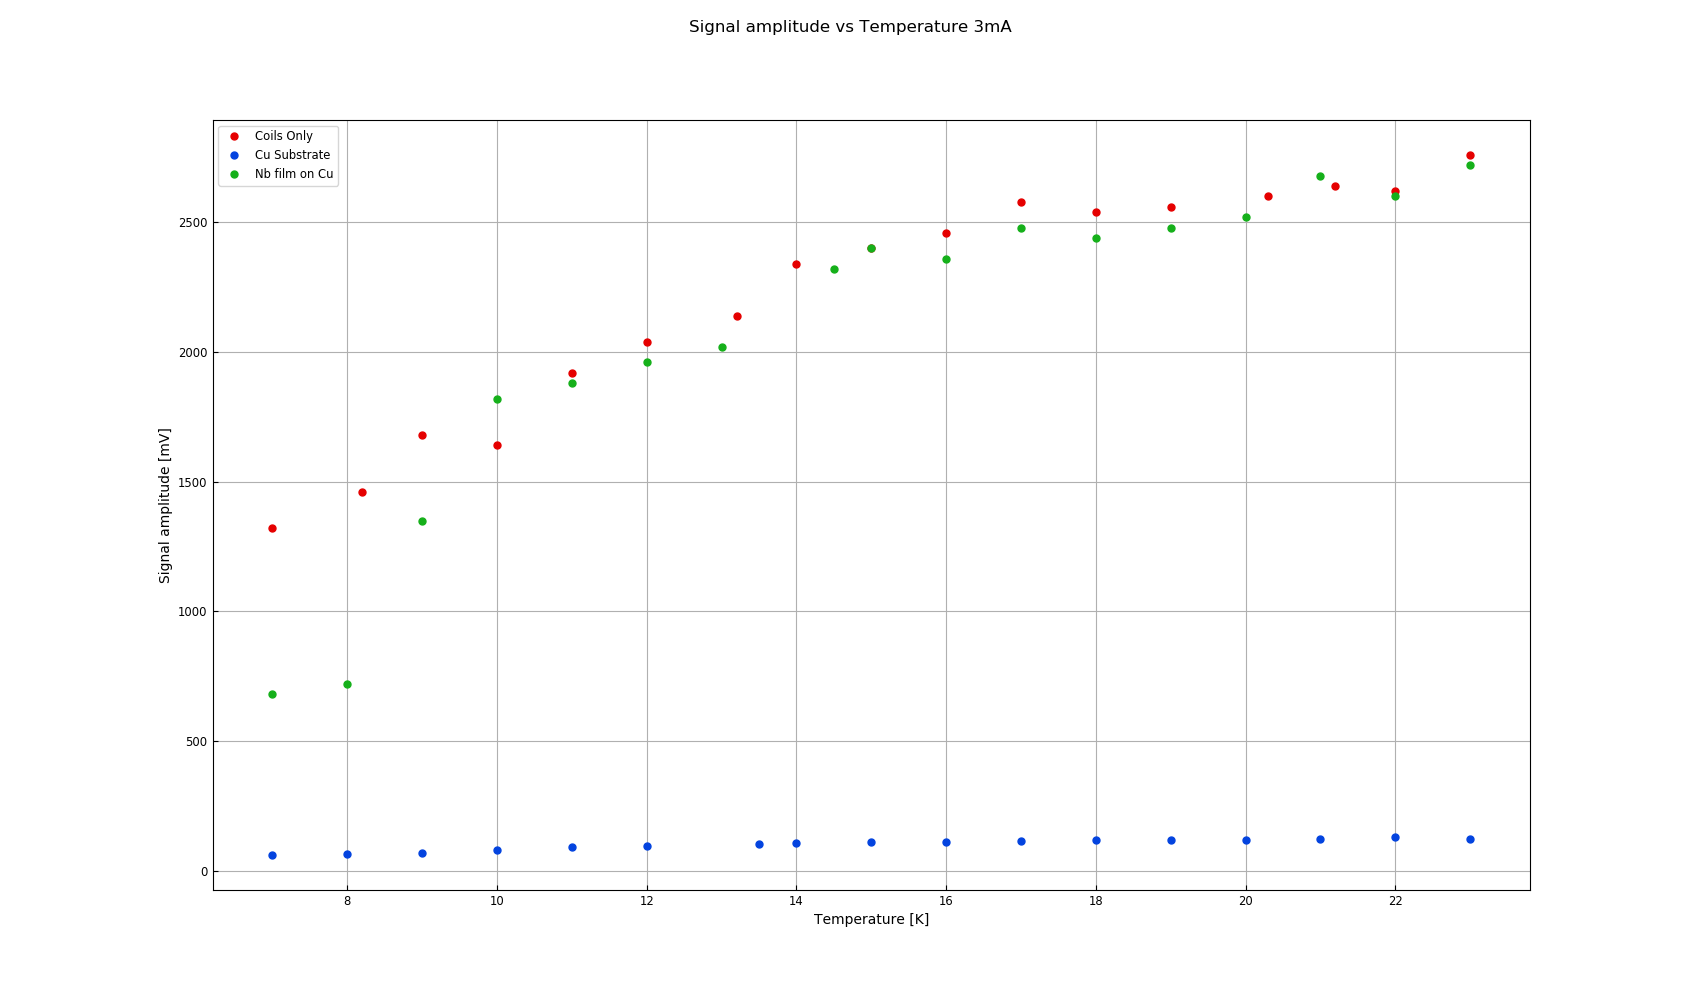 Signal amplitude vs Temperature 3mA
Coils Only
Cu Substrate
Nb film on Cu
2500
2000
1500
1000
500
0
Signal amplitude [mV]
8 10 12 14 16 18 20 22
Temperature [K]